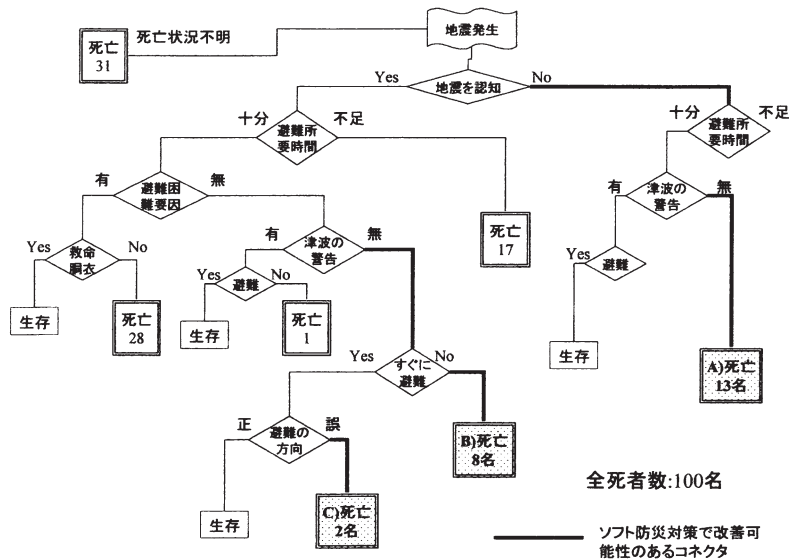 地震発生
死亡状況不明
死亡
31
地震を認知
Yes
No
十分
避難所
要時間
不足
十分
避難所
要時間
不足
有
避難困
難要因
無
死亡
17
有
津波の
警告
無
Yes
救命
胴衣
No
有
津波の
警告
無
避難
Yes
生存
死亡
28
Yes
避難
No
生存
死亡
1
生存
A)死亡
13名
Yes
すぐに
避難
No
正
避難の
方向
誤
B)死亡
8名
生存
C)死亡
2名
全死者数:100名
ソフト防災対策で改善可
能性のあるコネクタ